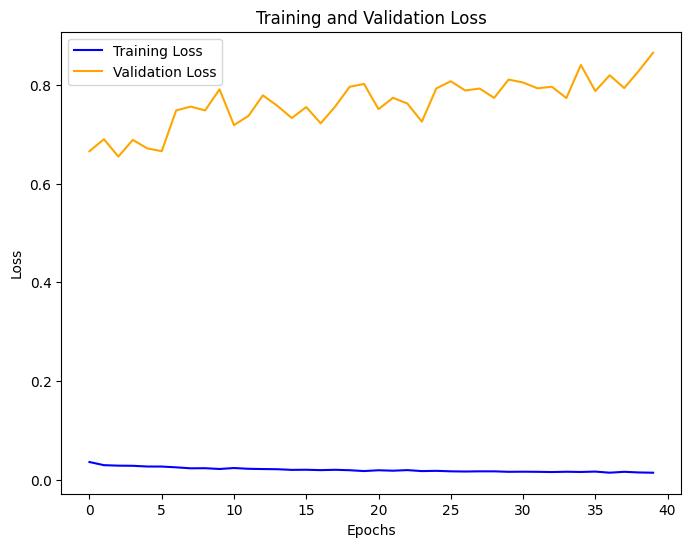 Training and Validation Loss
Training Loss
Validation Loss
0.8
0.6
0.4
0.2
0.0
Loss
0 5 10 15 20 25 30 35 40
Epochs